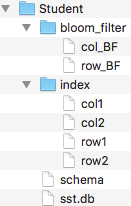 Student
bloom_filter
col_BF
row_BF
index
col1
col2
row1
row2
schema
sst.db